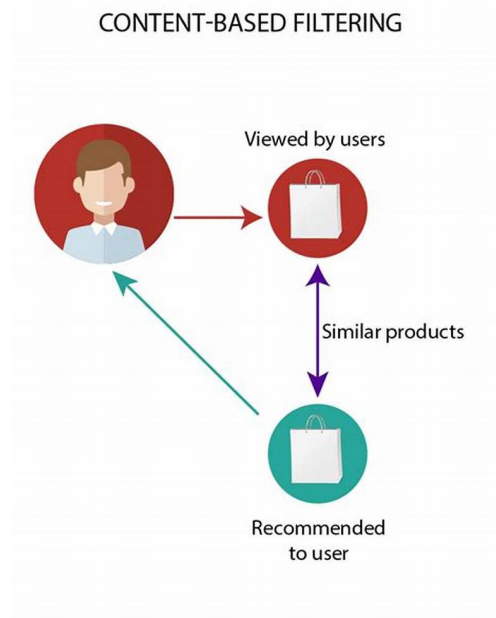 CONTENT-BASED FILTERING
Viewed by users
Similar products
Recommended
to user